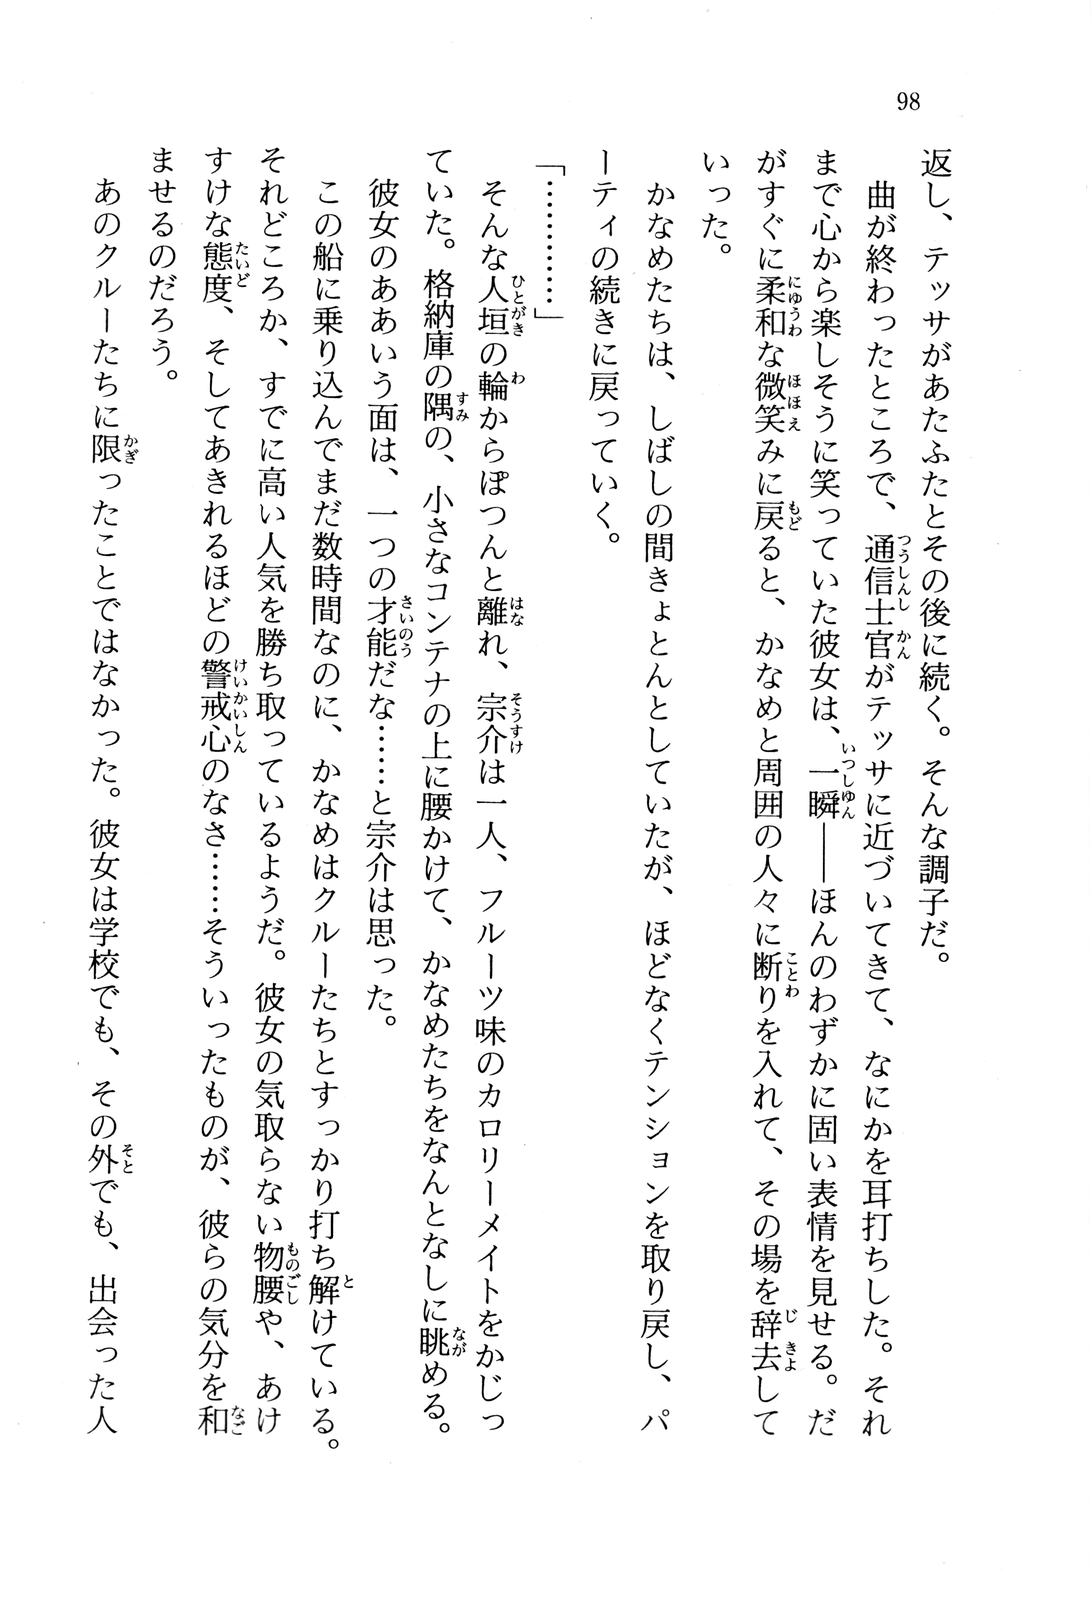 98
返し、テッサがあたふたとその後に続く。そんな調子だ。
曲が終わったところで、通信士官がテッサに近づいてきて、なにかを耳打ちした。それ
まで心から楽しそうに笑っていた彼女は、一瞬――ほんのわずかに固い表情を見せる。だ
がすぐに柔和な微笑みに戻ると、かなめと周囲の人々に断りを入れて、その場を辞去して
いった。
かなめたちは、しばしの間きょとんとしていたが、ほどなくテンションを取り戻し、パ
ーティの続きに戻っていく。
「…………」
そんな人垣の輪からぽつんと離れ、宗介は一人、フルーツ味のカロリーメイトをかじっ
ていた。格納庫の隅の、小さなコンテナの上に腰かけて、かなめたちをなんとなしに眺める。
彼女のああいう面は、一つの才能だな……と宗介は思った。
この船に乗り込んでまだ数時間なのに、かなめはクルーたちとすっかり打ち解けている。
それどころか、すでに高い人気を勝ち取っているようだ。彼女の気取らない物腰や、あけ
すけな態度、そしてあきれるほどの警戒心のなさ……そういったものが、彼らの気分を和
ませるのだろう。
あのクルーたちに限ったことではなかった。彼女は学校でも、その外でも、出会った人